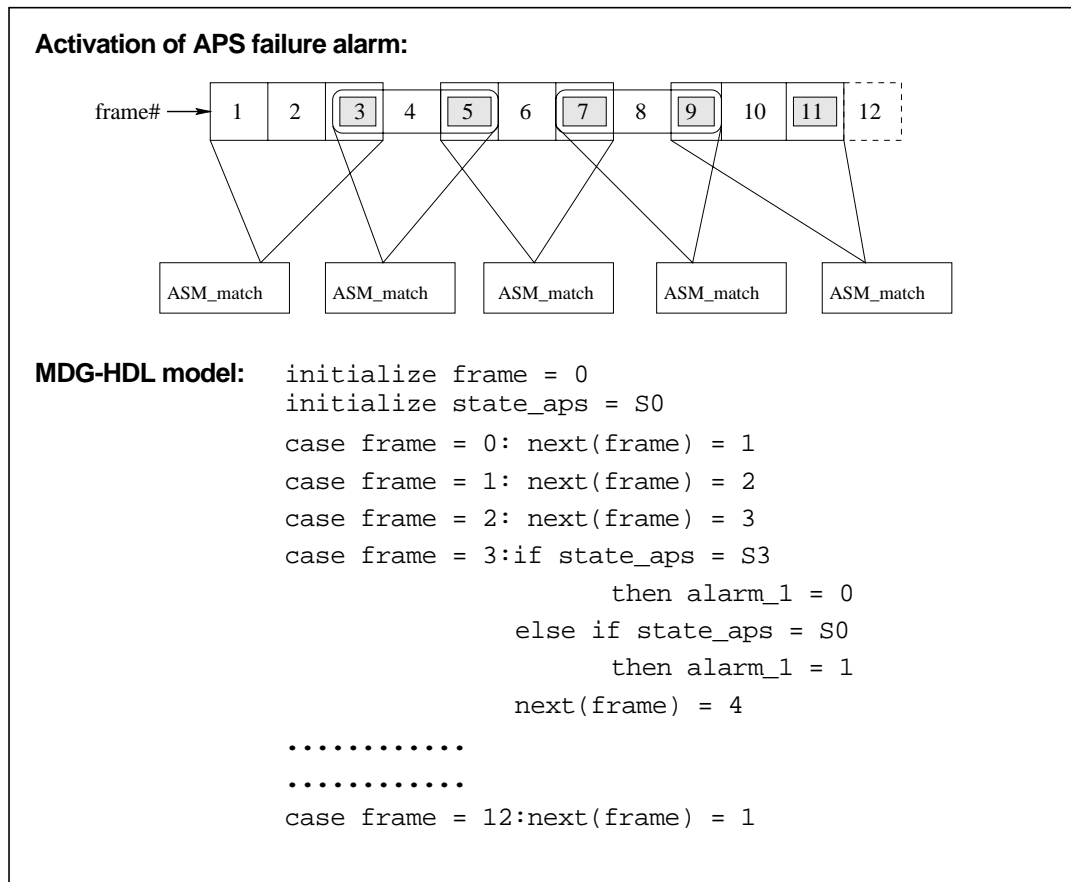 Activation of APS failure alarm:
frame# 1 2 3 4 5 6 7 8 9 10 11 12
ASM_match ASM_match ASM_match ASM_match ASM_match
MDG-HDL model: initialize frame = 0
initialize state_aps = S0
case frame = 0: next(frame) = 1
case frame = 1: next(frame) = 2
case frame = 2: next(frame) = 3
case frame = 3:if state_aps = S3
then alarm_1 = 0
else if state_aps = S0
then alarm_1 = 1
next(frame) = 4
............
............
case frame = 12:next(frame) = 1